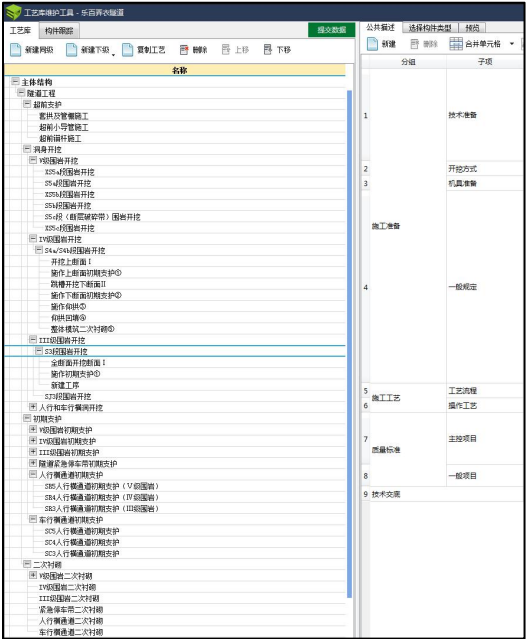 工艺库维护工具 - 乐百弄衣隧道
工艺库 构件跟踪 提交数据
新建同级 新建下级 复制工艺 删除 上移 下移
名称
主体结构
隧道工程
超前支护
套拱及管棚施工
超前小导管施工
超前锚杆施工
洞身开挖
V级围岩开挖
XS5a段围岩开挖
S5a段围岩开挖
XS5b段围岩开挖
S5b段围岩开挖
S5c段（断层破碎带）围岩开挖
XS5c段围岩开挖
IV级围岩开挖
S4a/S4b段围岩开挖
开挖上断面 I
施作上断面初期支护①
跳槽开挖下断面II
施作下断面初期支护②
施作仰拱③
仰拱回填④
整体模筑二次衬砌⑤
III级围岩开挖
S3段围岩开挖
全断面开挖断面 I
施作初期支护①
新建工序
SJ3段围岩开挖
人行和车行横洞开挖
初期支护
V级围岩初期支护
IV级围岩初期支护
III级围岩初期支护
隧道紧急停车带初期支护
人行横通道初期支护
SR5人行横通道初期支护（Ⅴ级围岩）
SR4人行横通道初期支护（Ⅳ级围岩）
SR3人行横通道初期支护（Ⅲ级围岩）
车行横通道初期支护
SC5人行横通道初期支护
SC4人行横通道初期支护
SC3人行横通道初期支护
二次衬砌
V级围岩二次衬砌
IV级围岩二次衬砌
III级围岩二次衬砌
紧急停车带二次衬砌
人行横通道二次衬砌
车行横通道二次衬砌
公共描述 选择构件类型 预览
新建 删除 合并单元格
分组 子项
1 技术准备
2 开挖方式
3 机具准备
施工准备
4 一般规定
5 工艺流程
施工工艺
6 操作工艺
7 主控项目
质量标准
8 一般项目
9 技术交底